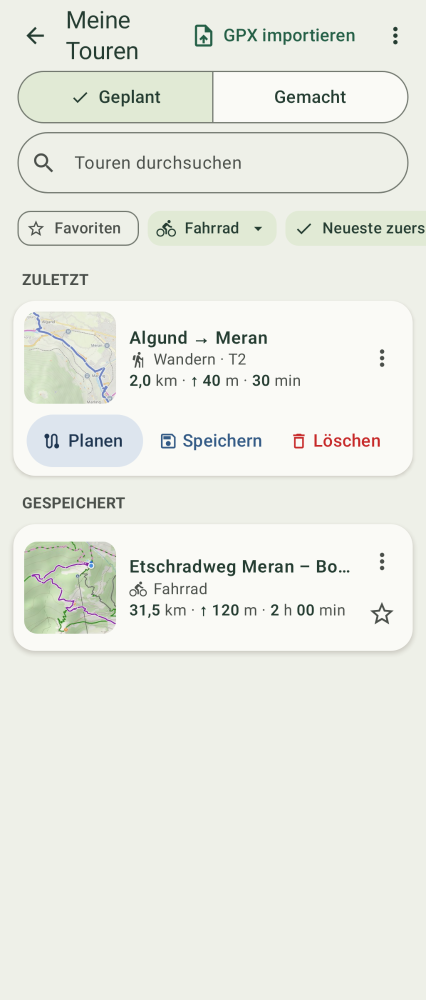 Meine
Touren
GPX importieren
Geplant
Gemacht
Touren durchsuchen
Favoriten
Fahrrad
Neueste zuers
ZULETZT
Algund → Meran
Wandern · T2
2,0 km · ↑ 40 m · 30 min
Planen
Speichern
Löschen
GESPEICHERT
Etschradweg Meran – Bo…
Fahrrad
31,5 km · ↑ 120 m · 2 h 00 min